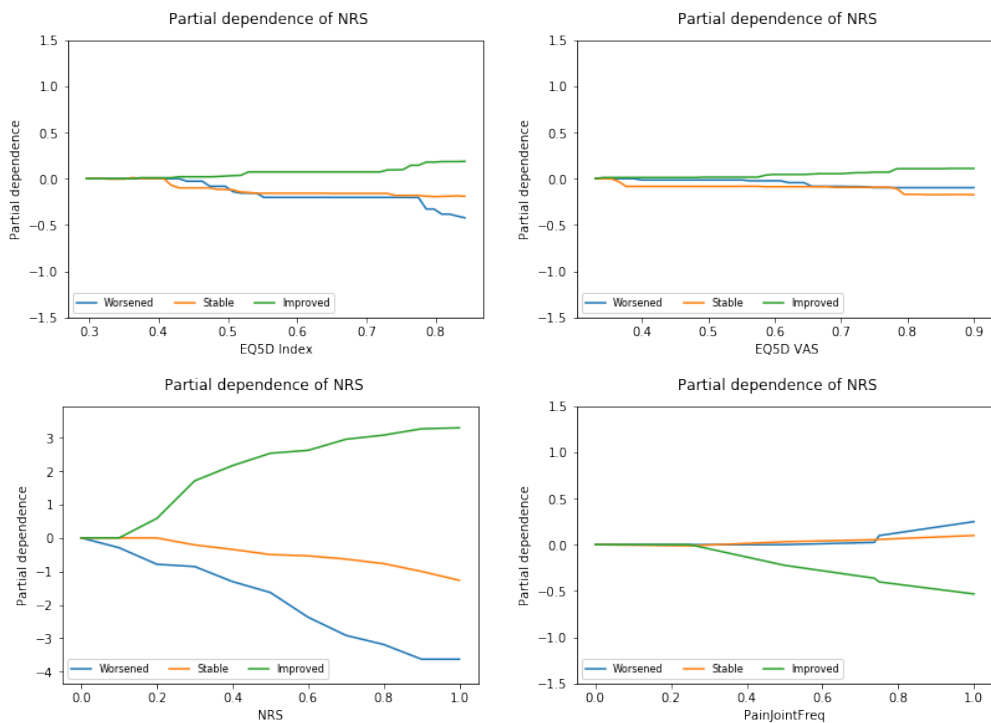 Partial dependence of NRS
1.5
1.0
0.5
0.0
−0.5
−1.0
−1.5
Partial dependence
Worsened Stable Improved
0.3 0.4 0.5 0.6 0.7 0.8
EQ5D Index
Partial dependence of NRS
1.5
1.0
0.5
0.0
−0.5
−1.0
−1.5
Partial dependence
Worsened Stable Improved
0.4 0.5 0.6 0.7 0.8 0.9
EQ5D VAS
Partial dependence of NRS
3
2
1
0
−1
−2
−3
−4
Partial dependence
Worsened Stable Improved
0.0 0.2 0.4 0.6 0.8 1.0
NRS
Partial dependence of NRS
1.5
1.0
0.5
0.0
−0.5
−1.0
−1.5
Partial dependence
Worsened Stable Improved
0.0 0.2 0.4 0.6 0.8 1.0
PainJointFreq